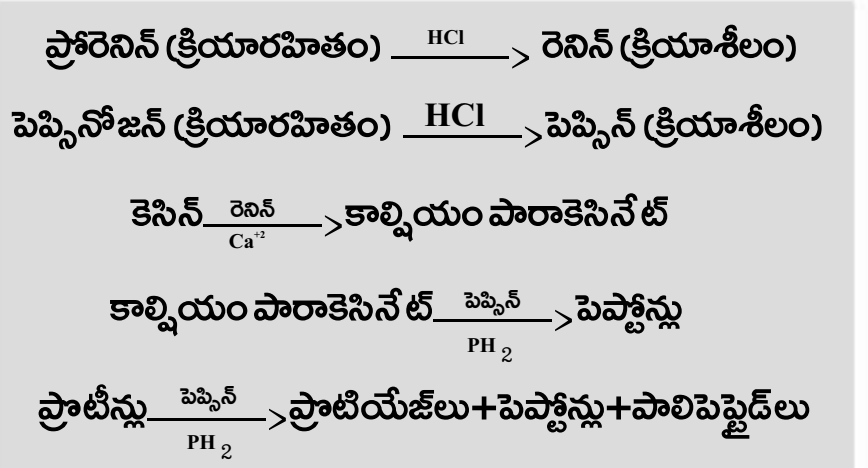 ప్రోరెనిన్ (క్రియారహితం) HCl > రెనిన్ (క్రియాశీలం)
పెప్సినోజన్ (క్రియారహితం) HCl > పెప్సిన్ (క్రియాశీలం)
కెసిన్ రెనిన్ Ca⁺² > కాల్షియం పారాకెసినేట్
కాల్షియం పారాకెసినేట్ పెప్సిన్ PH 2 > పెప్టోన్లు
ప్రొటీన్లు పెప్సిన్ PH 2 > ప్రొటియేజ్‌లు+పెప్టోన్లు+పాలిపెప్టైడ్‌లు